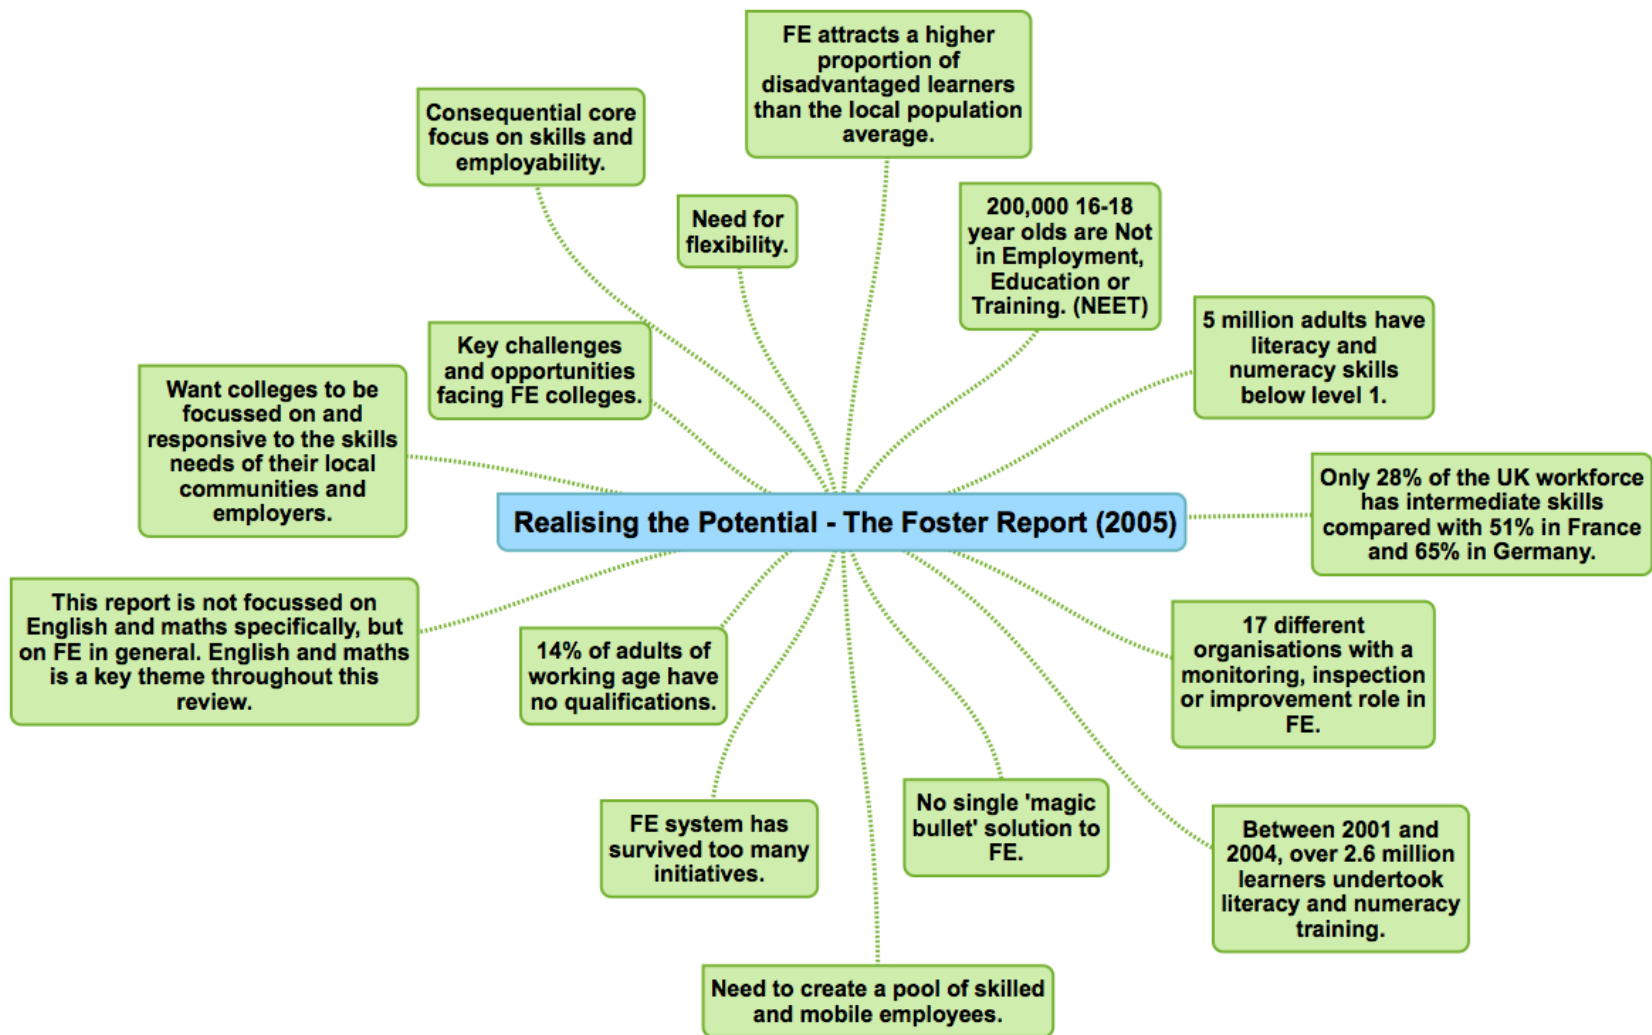 FE attracts a higher
proportion of
disadvantaged learners
than the local population
average.
Consequential core
focus on skills and
employability.
Need for
flexibility.
200,000 16-18
year olds are Not
in Employment,
Education or
Training. (NEET)
5 million adults have
literacy and
numeracy skills
below level 1.
Key challenges
and opportunities
facing FE colleges.
Want colleges to be
focussed on and
responsive to the skills
needs of their local
communities and
employers.
Only 28% of the UK workforce
has intermediate skills
compared with 51% in France
and 65% in Germany.
Realising the Potential - The Foster Report (2005)
This report is not focussed on
English and maths specifically, but
on FE in general. English and maths
is a key theme throughout this
review.
14% of adults of
working age have
no qualifications.
17 different
organisations with a
monitoring, inspection
or improvement role in
FE.
FE system has
survived too many
initiatives.
No single 'magic
bullet' solution to
FE.
Between 2001 and
2004, over 2.6 million
learners undertook
literacy and numeracy
training.
Need to create a pool of skilled
and mobile employees.